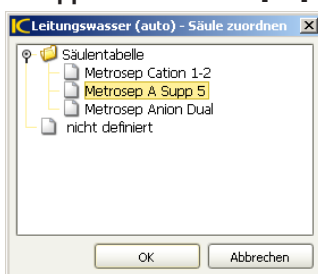 Leitungswasser (auto) - Säule zuordnen
Säulentabelle
Metrosep Cation 1-2
Metrosep A Supp 5
Metrosep Anion Dual
nicht definiert
OK
Abbrechen